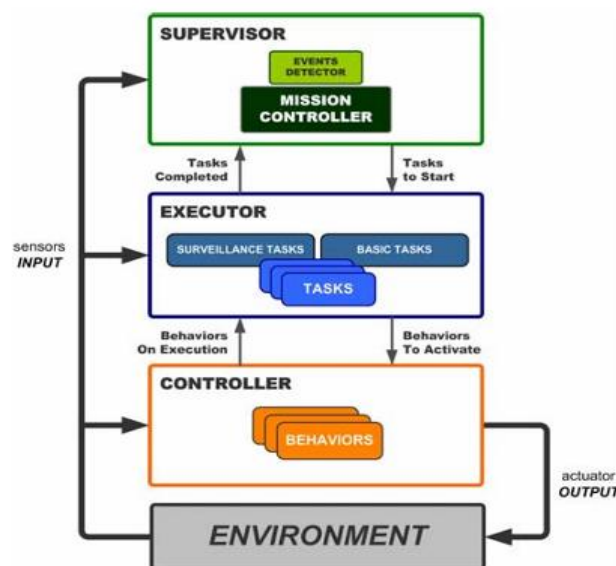 SUPERVISOR
EVENTS
DETECTOR
MISSION
CONTROLLER
Tasks
Completed
Tasks
to Start
EXECUTOR
SURVEILLANCE TASKS
BASIC TASKS
TASKS
sensors
INPUT
Behaviors
On Execution
Behaviors
To Activate
CONTROLLER
BEHAVIORS
actuator
OUTPUT
ENVIRONMENT